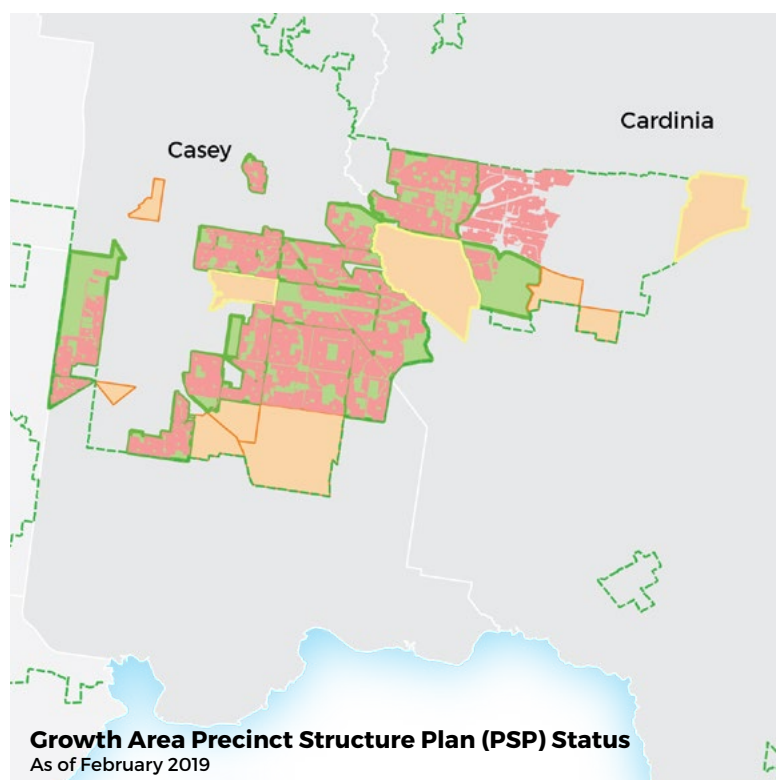 Cardinia
Casey
Growth Area Precinct Structure Plan (PSP) Status
As of February 2019